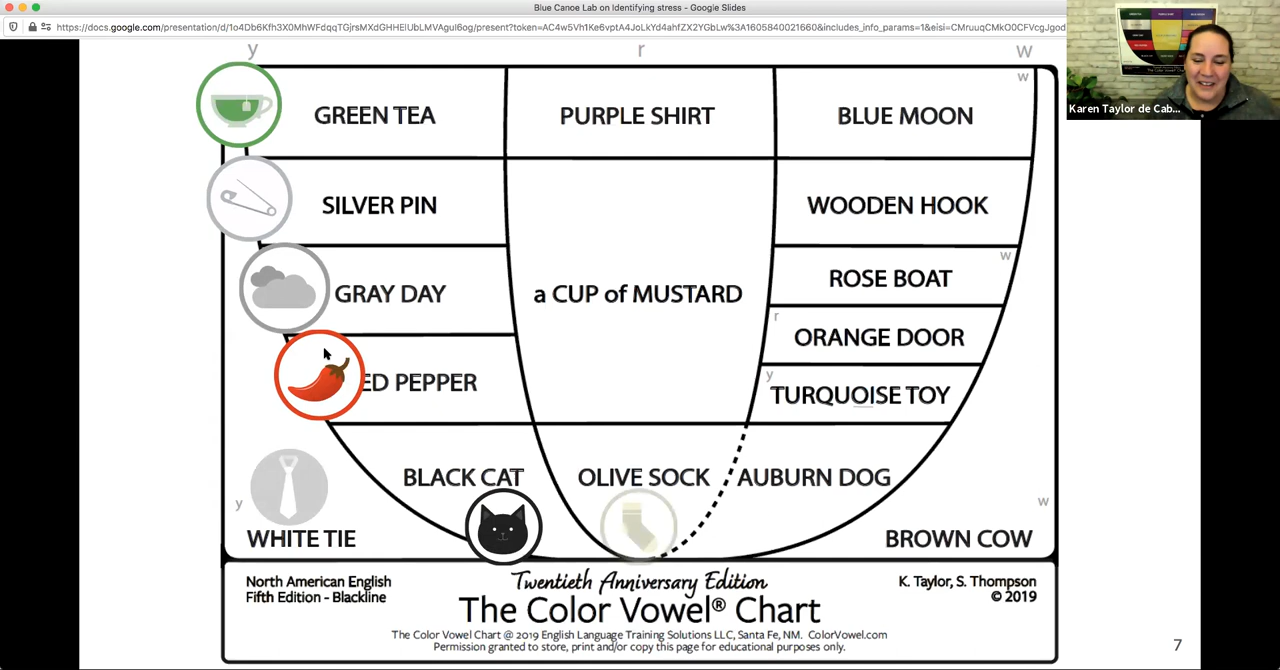 Blue Canoe Lab on Identifying stress - Google Slides
y r w
w
GREEN TEA PURPLE SHIRT BLUE MOON
SILVER PIN WOODEN HOOK
w
GRAY DAY a CUP of MUSTARD ROSE BOAT
r
ORANGE DOOR
y
ED PEPPER TURQUOISE TOY
BLACK CAT OLIVE SOCK AUBURN DOG
y w
WHITE TIE BROWN COW
North American English
Fifth Edition - Blackline
Twentieth Anniversary Edition
The Color Vowel® Chart
K. Taylor, S. Thompson
© 2019
The Color Vowel Chart @ 2019 English Language Training Solutions LLC, Santa Fe, NM. ColorVowel.com
Permission granted to store, print and/or copy this page for educational purposes only.
7
Karen Taylor de Cab...